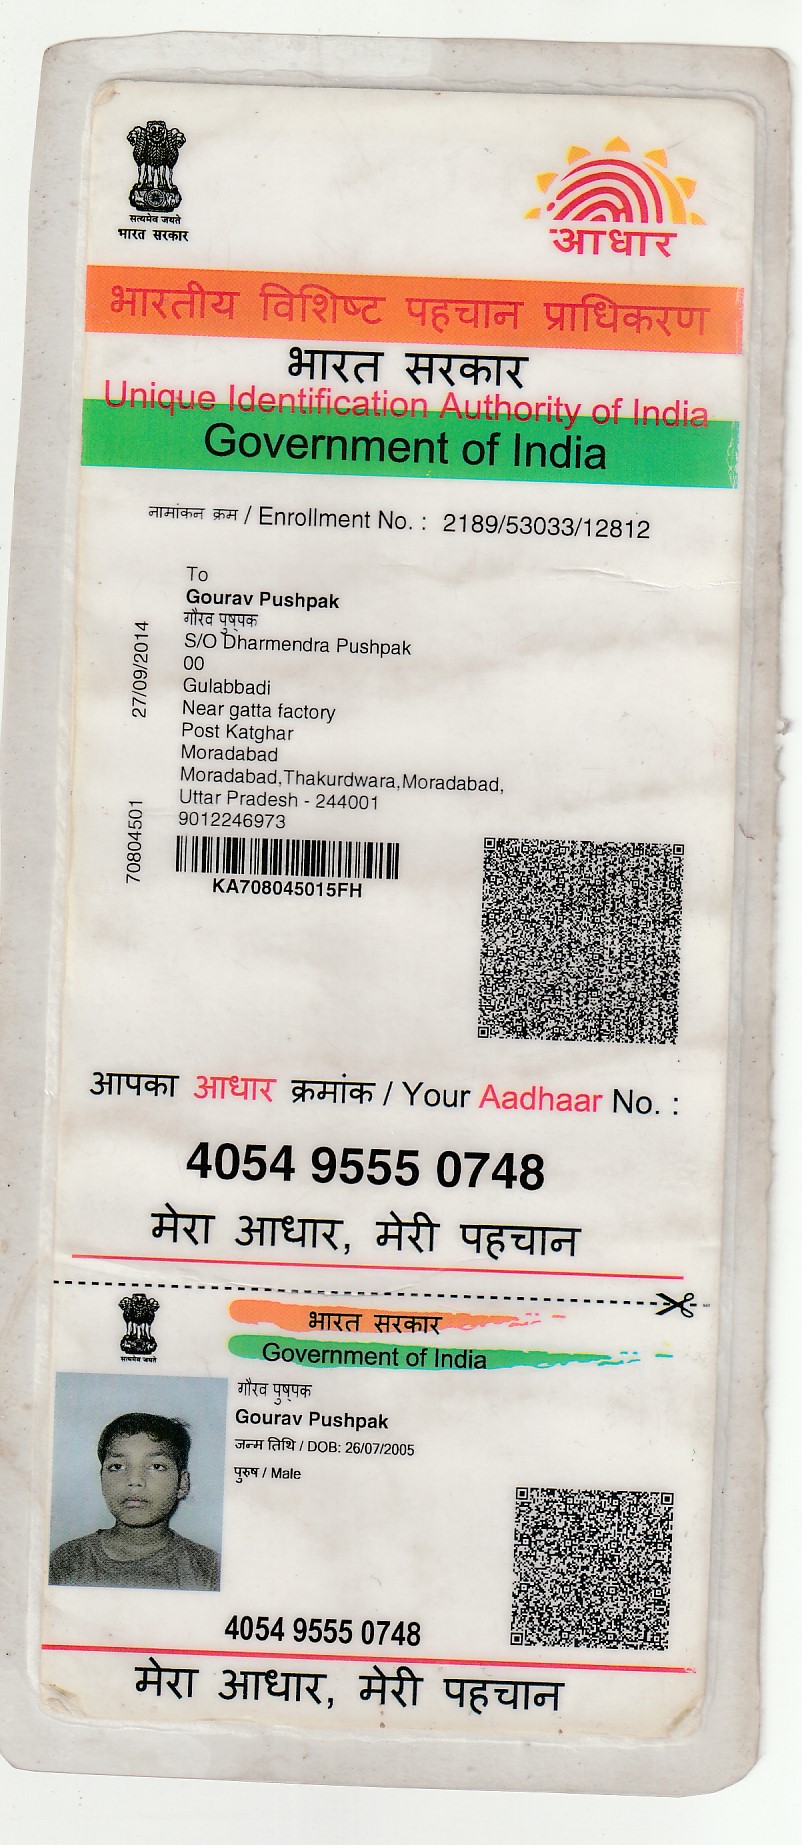 सत्यमेव जयते
भारत सरकार
आधार
भारतीय विशिष्ट पहचान प्राधिकरण
भारत सरकार
Unique Identification Authority of India
Government of India
नामांकन क्रम / Enrollment No. : 2189/53033/12812
To
Gourav Pushpak
गौरव पुष्पक
S/O Dharmendra Pushpak
00
Gulabbadi
Near gatta factory
Post Katghar
Moradabad
Moradabad,Thakurdwara,Moradabad,
Uttar Pradesh - 244001
9012246973
27/09/2014
70804501
KA708045015FH
आपका आधार क्रमांक / Your Aadhaar No. :
4054 9555 0748
मेरा आधार, मेरी पहचान
सत्यमेव जयते
भारत सरकार
Government of India
गौरव पुष्पक
Gourav Pushpak
जन्म तिथि / DOB: 26/07/2005
पुरुष / Male
4054 9555 0748
मेरा आधार, मेरी पहचान